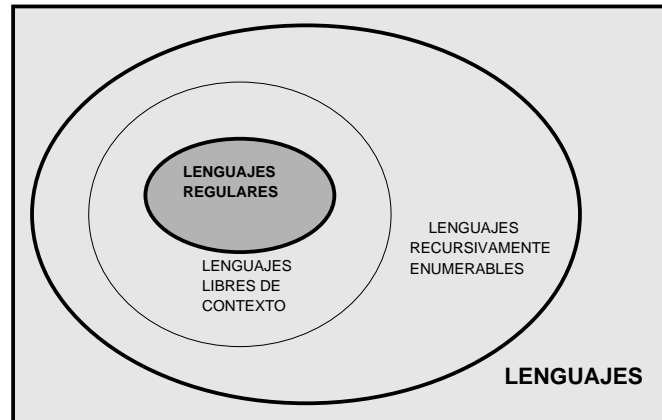 LENGUAJES
REGULARES
LENGUAJES
LIBRES DE
CONTEXTO
LENGUAJES
RECURSIVAMENTE
ENUMERABLES
LENGUAJES